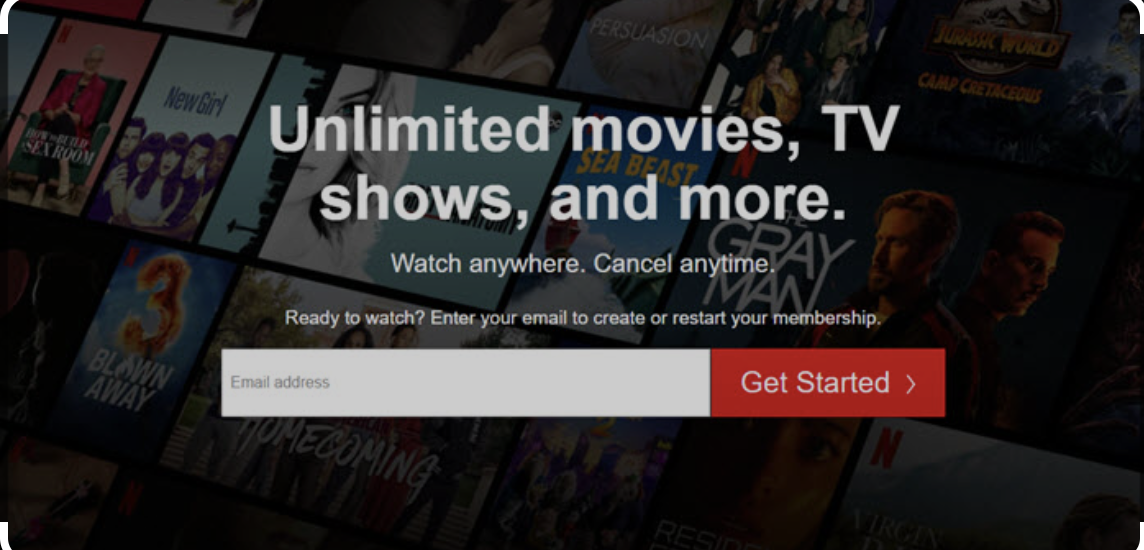 PERSUASION
JURASSIC WORLD
CAMP CRETACEOUS
N
New Girl
HOW TO BUILD
A SEX ROOM
Unlimited movies, TV
shows, and more.
SEA BEAST
N
THE
GRAY
MAN
Watch anywhere. Cancel anytime.
Ready to watch? Enter your email to create or restart your membership.
Email address
Get Started
3
BLOWN
AWAY
HOMECOMING
N
N
VIRGIN